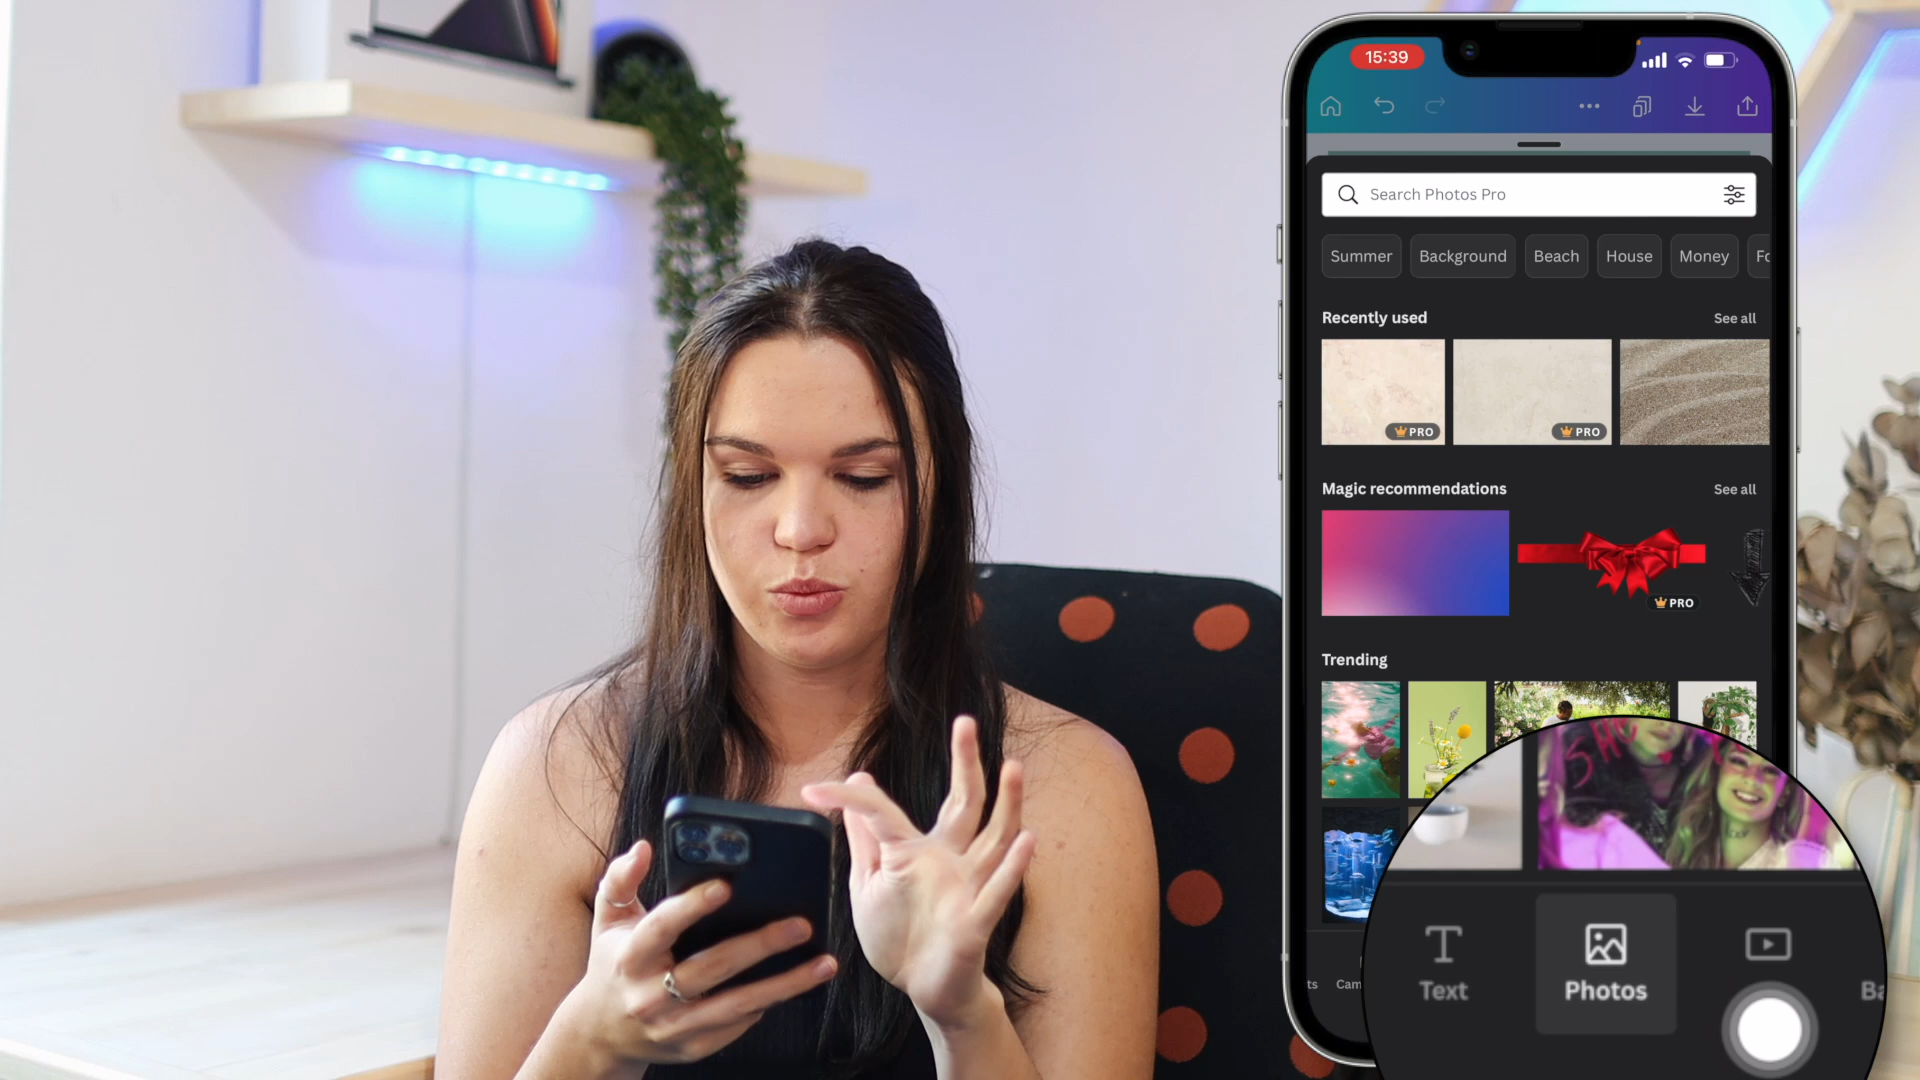 15:39
Search Photos Pro
Summer Background Beach House Money
Recently used See all
PRO PRO
Magic recommendations See all
PRO
Trending
Text Photos